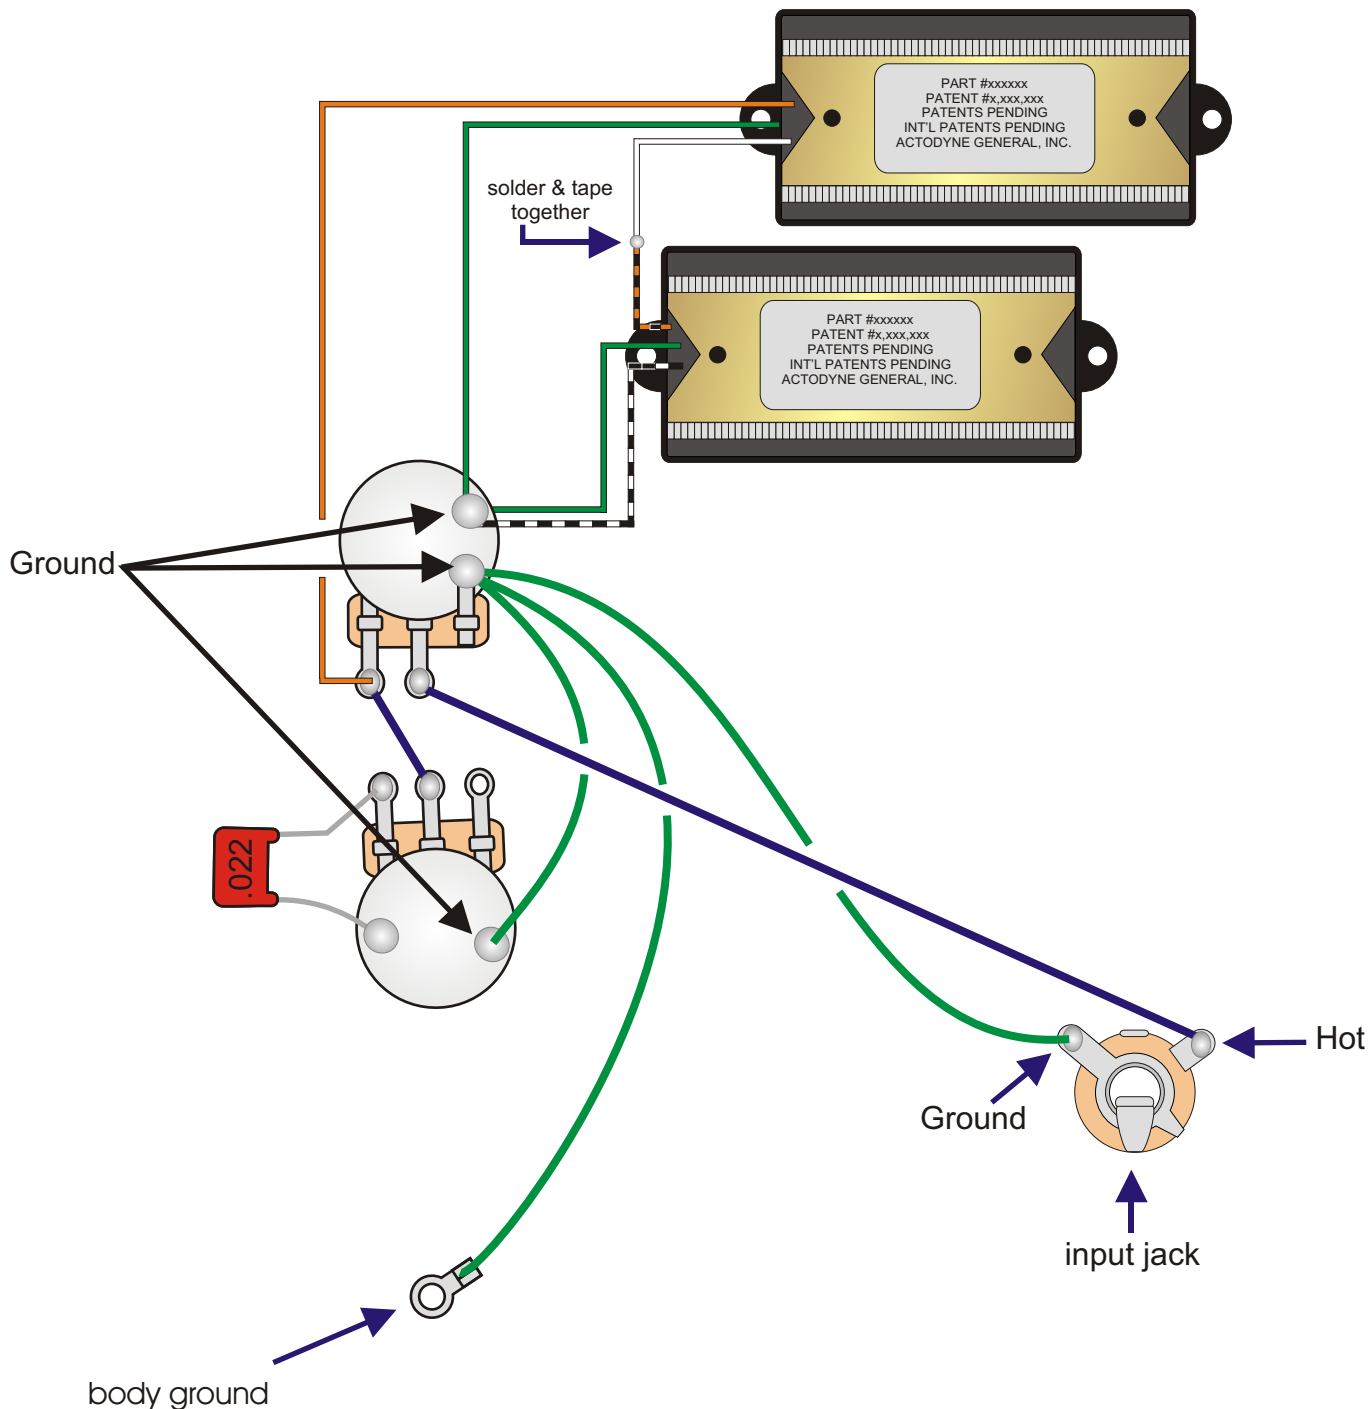 PART #xxxxxx
PATENT #x,xxx,xxx
PATENTS PENDING
INT'L PATENTS PENDING
ACTODYNE GENERAL, INC.
solder & tape
together
PART #xxxxxx
PATENT #x,xxx,xxx
PATENTS PENDING
INT'L PATENTS PENDING
ACTODYNE GENERAL, INC.
Ground
.022
Hot
Ground
input jack
body ground